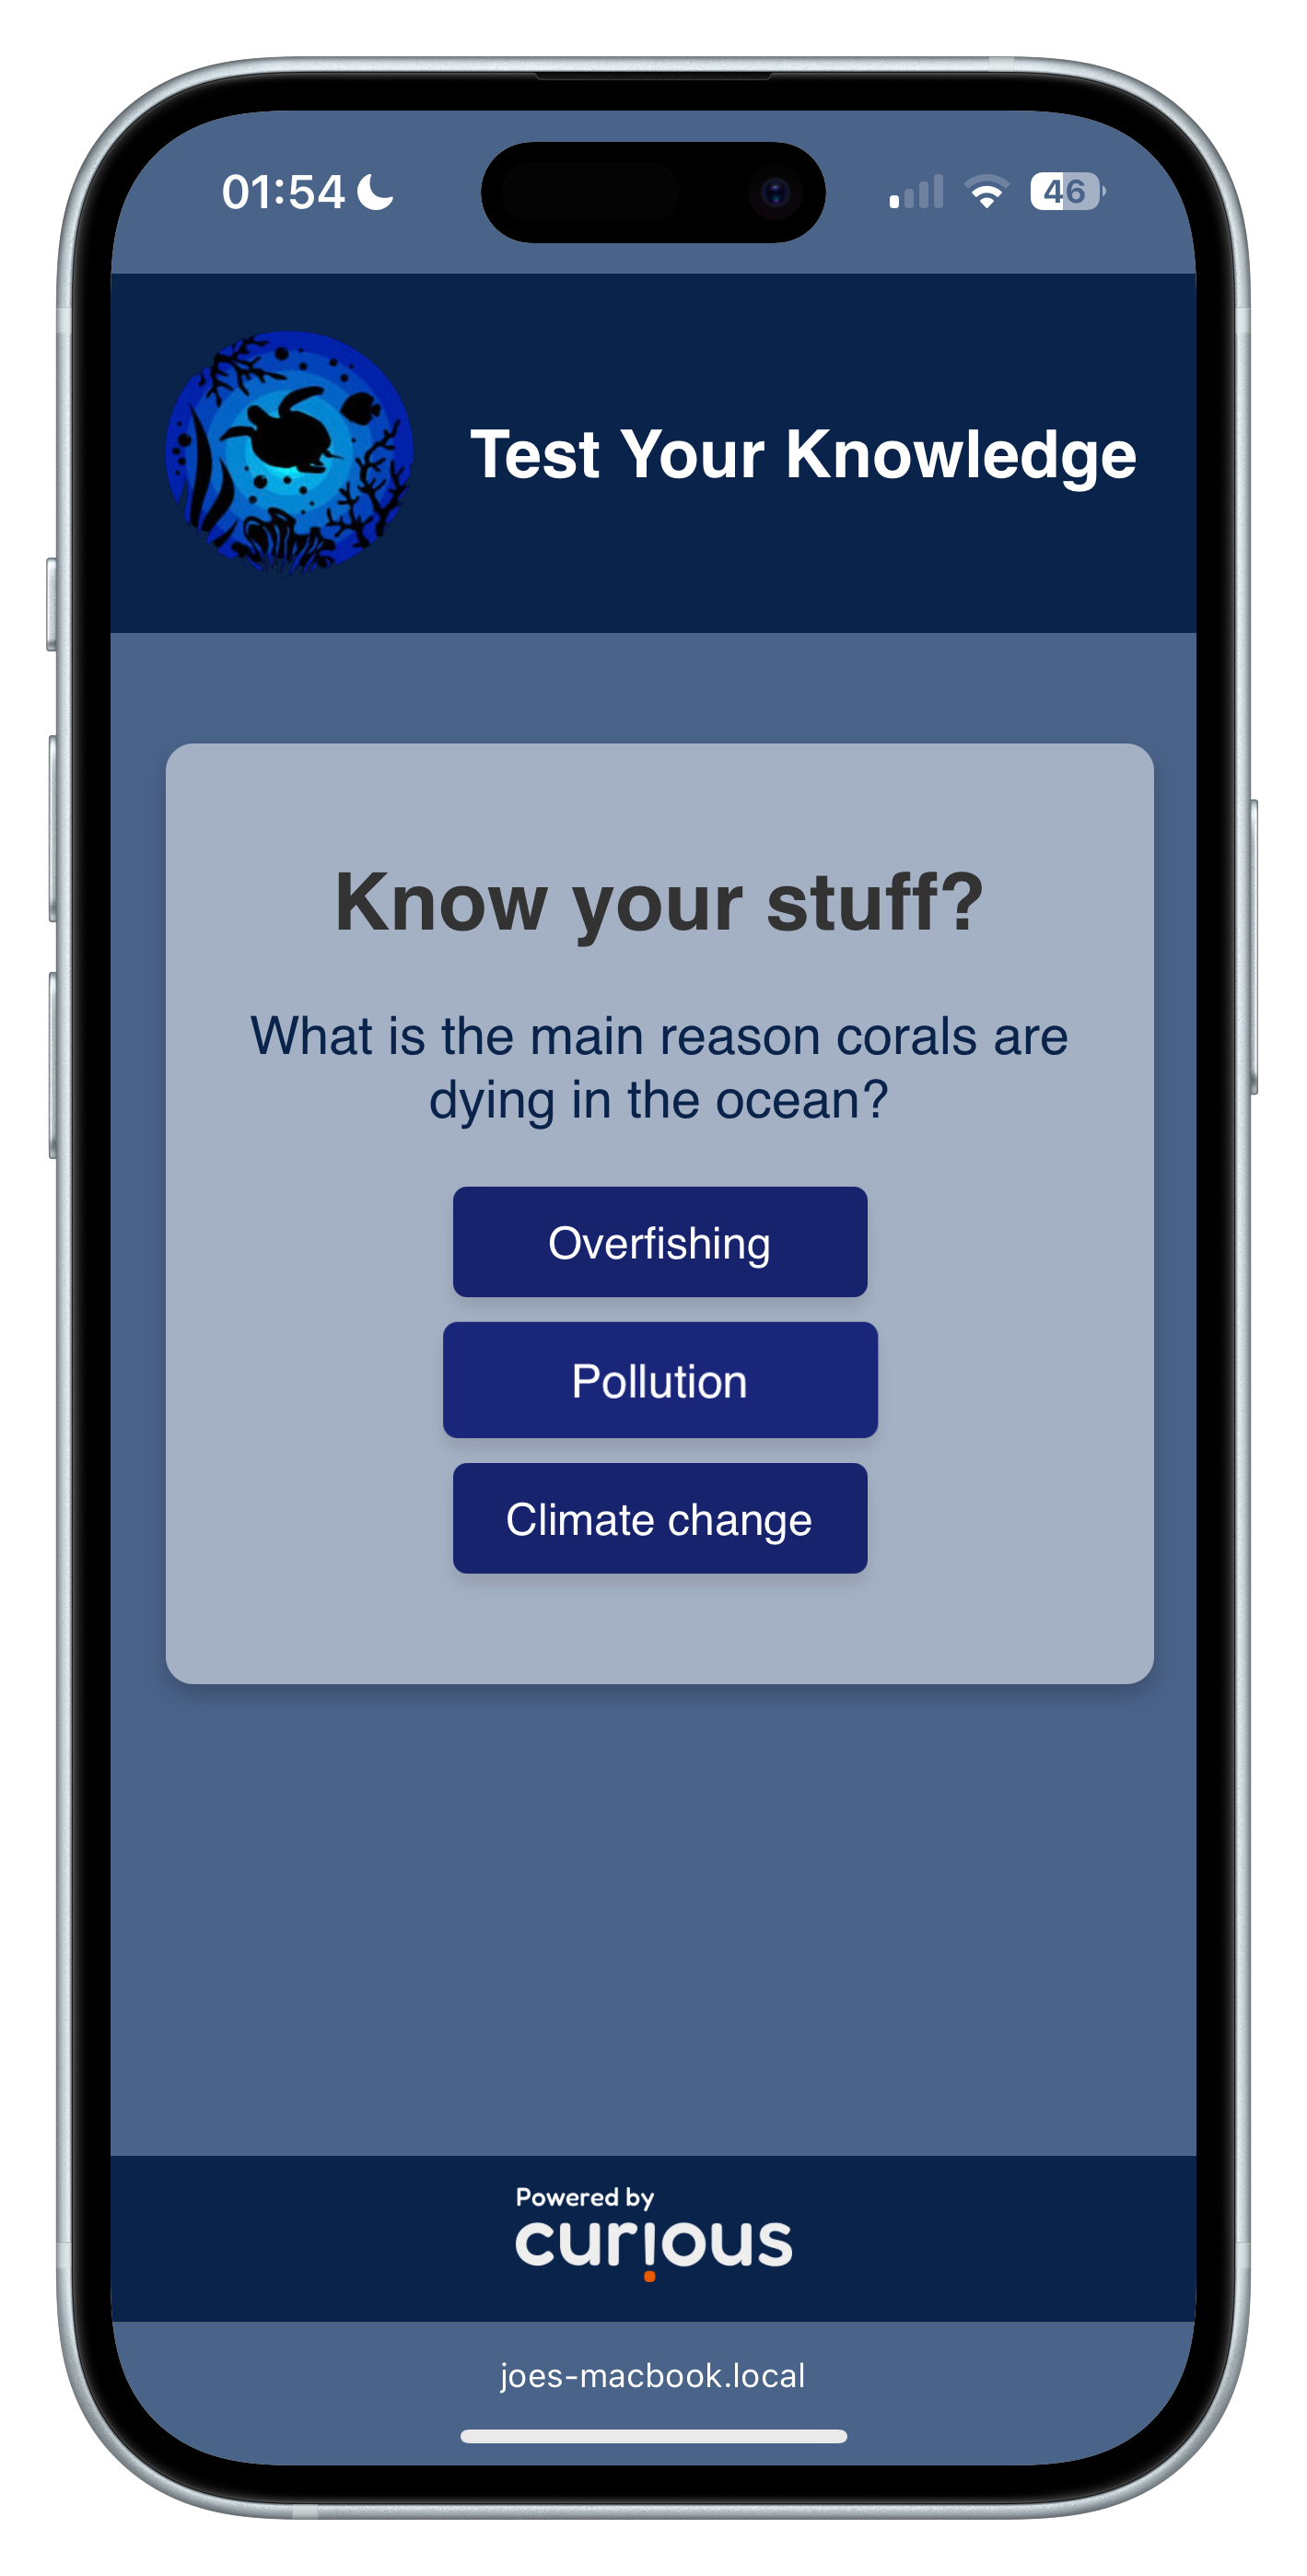 01:54
46
Test Your Knowledge
Know your stuff?
What is the main reason corals are
dying in the ocean?
Overfishing
Pollution
Climate change
Powered by
curious
joes-macbook.local